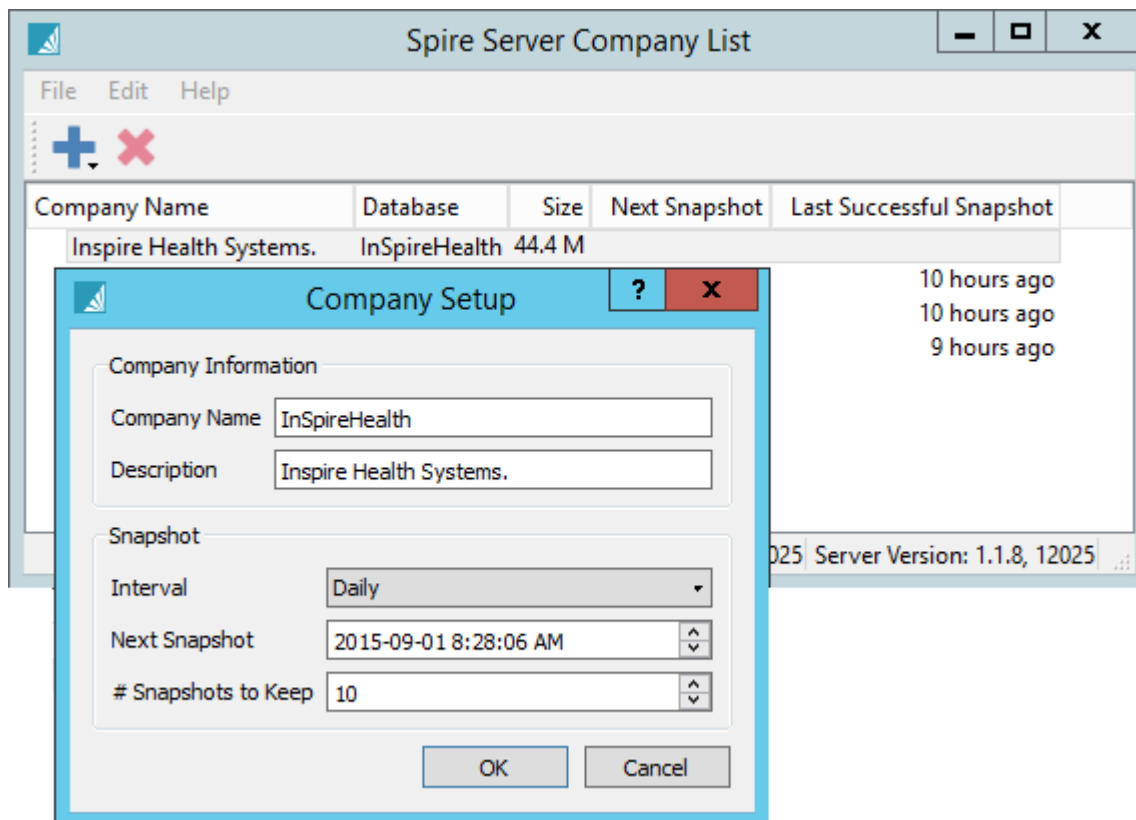 Spire Server Company List
File Edit Help
Company Name Database Size Next Snapshot Last Successful Snapshot
Inspire Health Systems. InSpireHealth 44.4 M
10 hours ago
10 hours ago
9 hours ago
Company Setup
?
Company Information
Company Name InSpireHealth
Description Inspire Health Systems.
Snapshot
Interval Daily
Next Snapshot 2015-09-01 8:28:06 AM
# Snapshots to Keep 10
OK Cancel
025 Server Version: 1.1.8, 12025